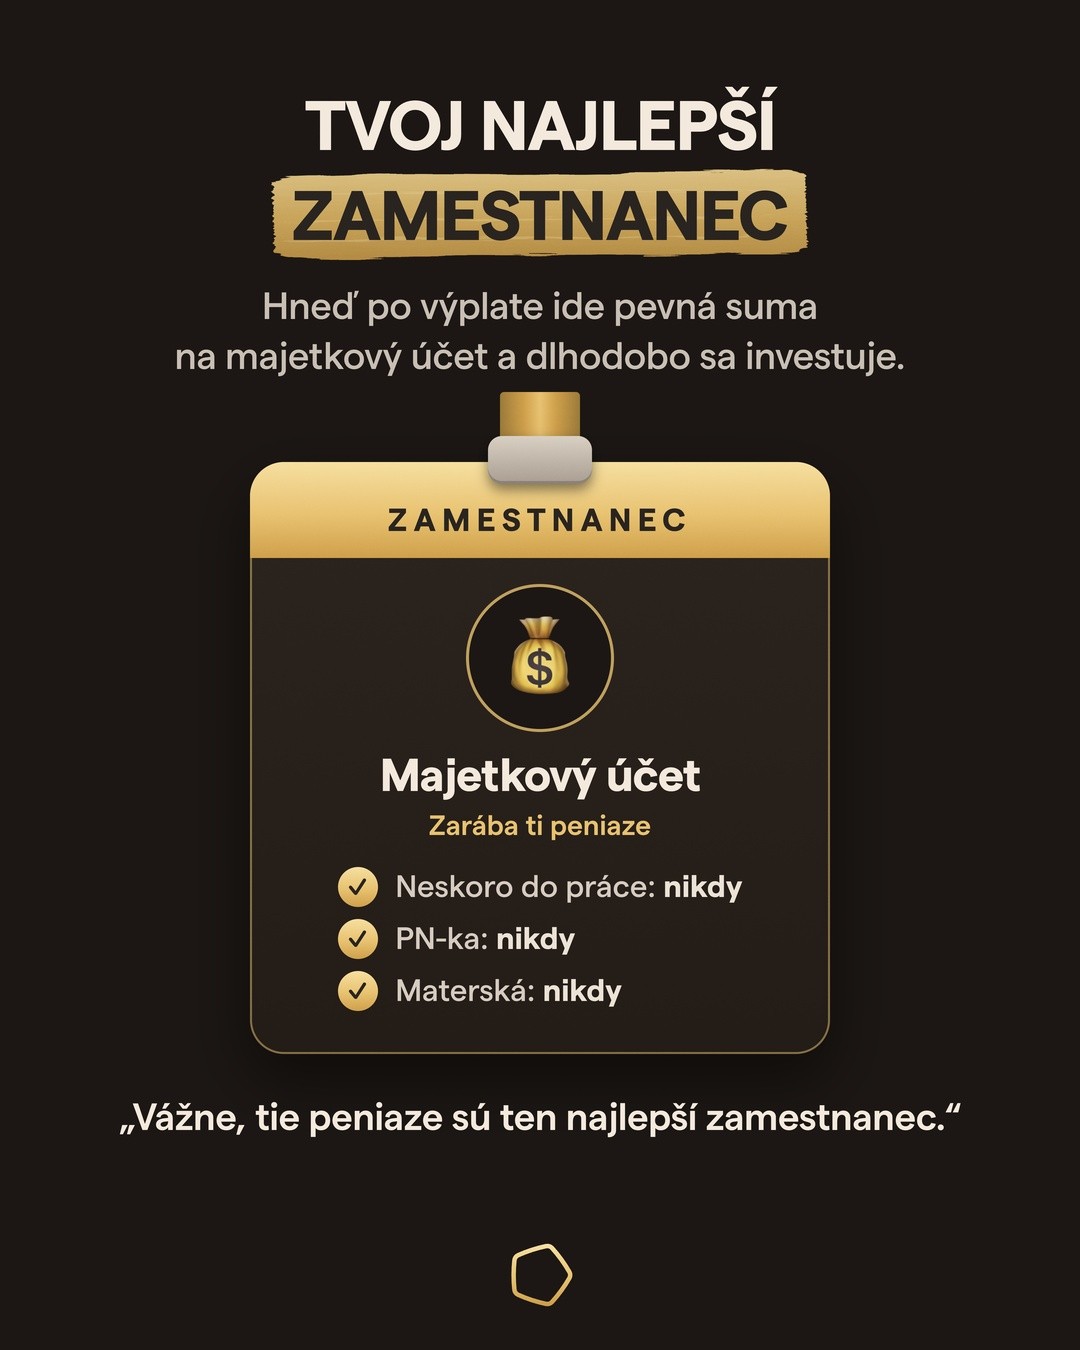 TVOJ NAJLEPŠÍ
ZAMESTNANEC
Hneď po výplate ide pevná suma
na majetkový účet a dlhodobo sa investuje.
ZAMESTNANEC
$
Majetkový účet
Zarába ti peniaze
Neskoro do práce: nikdy
PN-ka: nikdy
Materská: nikdy
„Vážne, tie peniaze sú ten najlepší zamestnanec.“